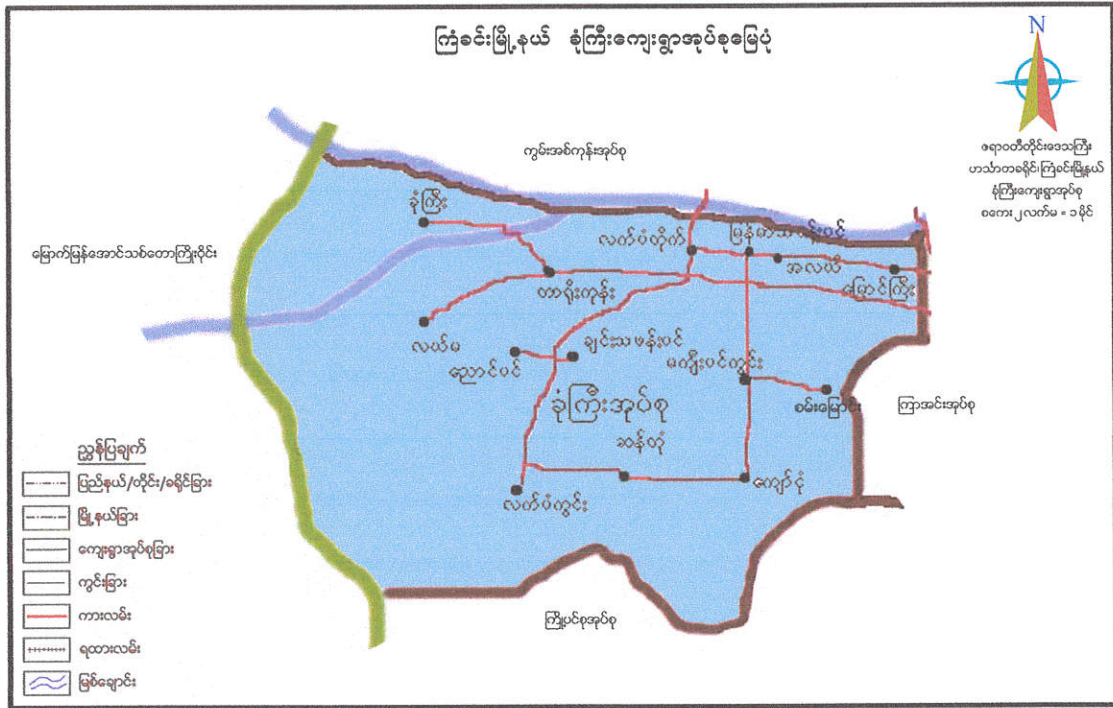 ကြံခင်းမြို့နယ် ခုံကြီးကျေးရွာအုပ်စုမြေပုံ
N
ဧရာဝတီတိုင်းဒေသကြီး
ဟင်္သာတခရိုင်၊ကြံခင်းမြို့နယ်
ခုံကြီးကျေးရွာအုပ်စု
စကေး ၂ လက်မ = ၁ မိုင်
ကွမ်းအစ်ကုန်းအုပ်စု
ခုံကြီး
မြောက်မြန်အောင်သစ်တောကြိုးဝိုင်း
လက်ပံတိုက်
အလယ်
မြောင်ကြီး
တာရိုးကုန်း
လယ်မ
ညောင်ပင်
ချင်းသဖန်းပင်
မကျီးပင်ကွင်း
စမ်းမြောင်း
ကြာအင်းအုပ်စု
ခုံကြီးအုပ်စု
ဆန်တုံ
ကျော်ငုံ
လက်ပံကွင်း
ကြို့ပင်စုအုပ်စု
ညွှန်ပြချက်
ပြည်နယ်/တိုင်း/ခရိုင်ခြား
မြို့နယ်ခြား
ကျေးရွာအုပ်စုခြား
ကွင်းခြား
ကားလမ်း
ရထားလမ်း
မြစ်ချောင်း